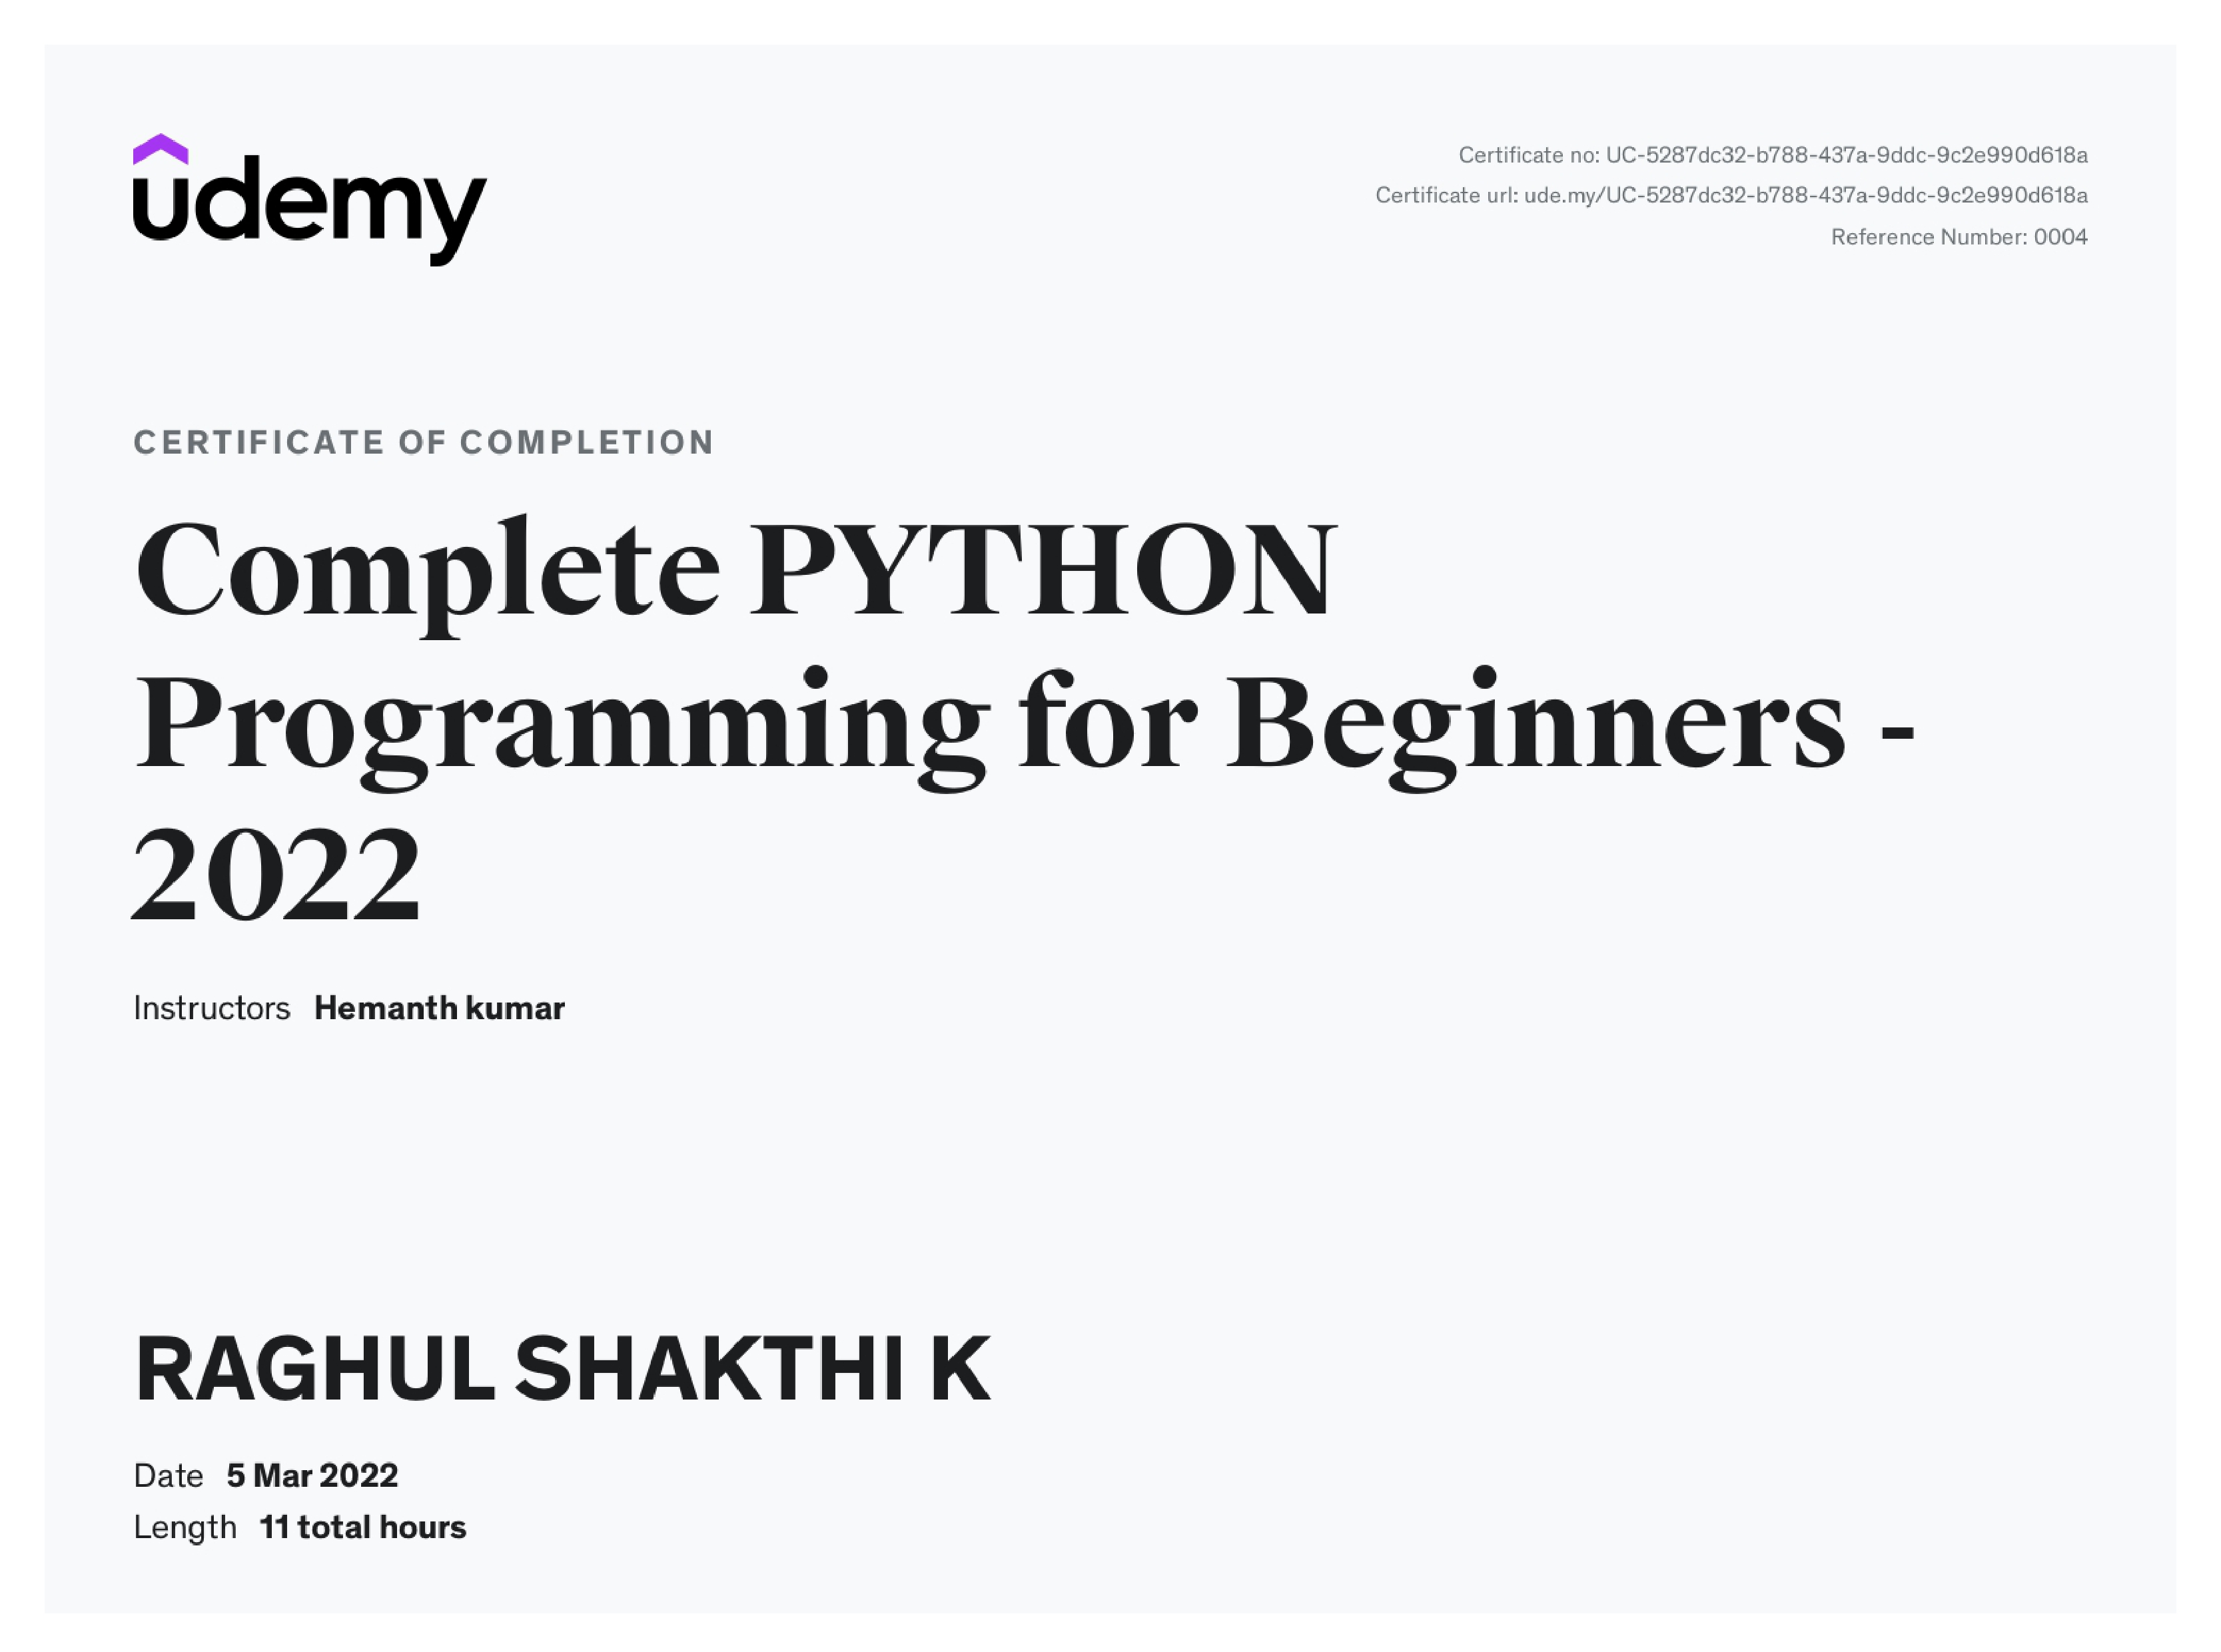 udemy
Certificate no: UC-5287dc32-b788-437a-9ddc-9c2e990d618a
Certificate url: ude.my/UC-5287dc32-b788-437a-9ddc-9c2e990d618a
Reference Number: 0004
CERTIFICATE OF COMPLETION
Complete PYTHON
Programming for Beginners -
2022
Instructors Hemanth kumar
RAGHUL SHAKTHI K
Date 5 Mar 2022
Length 11 total hours